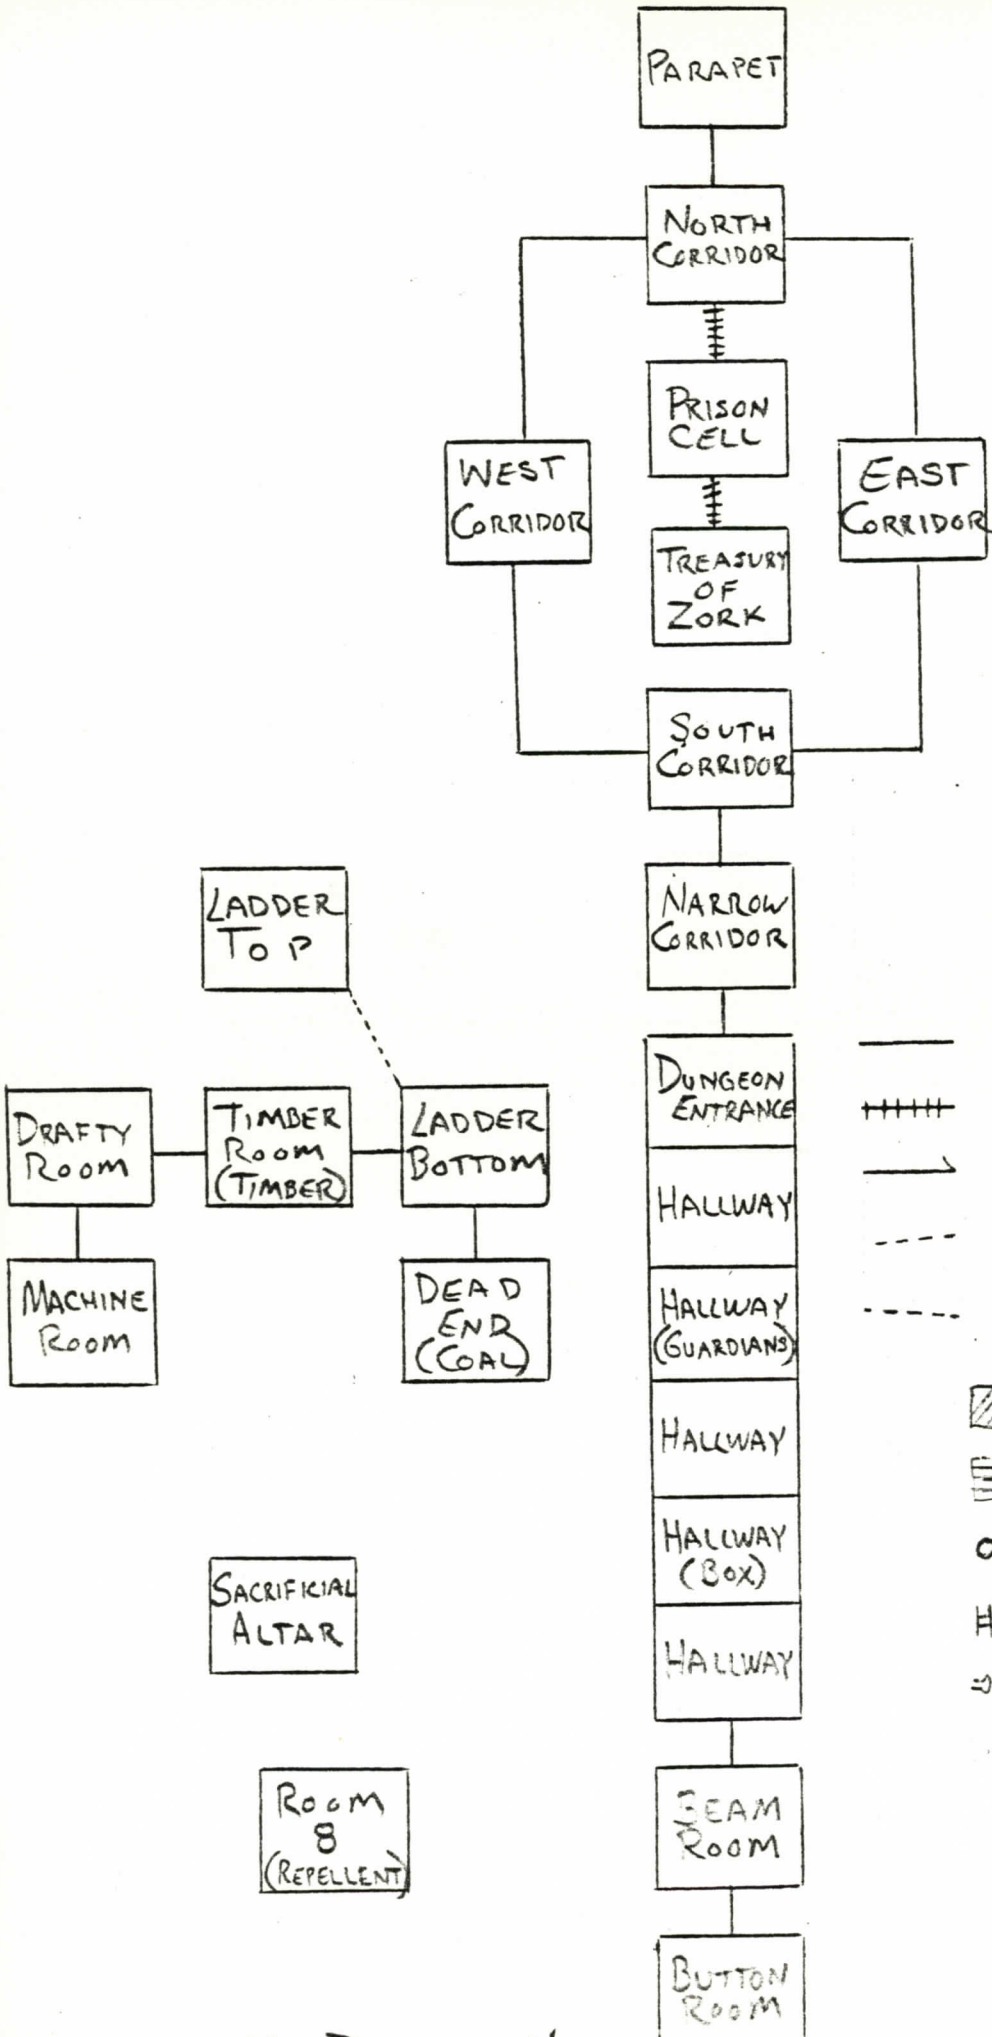 PARAPET
NORTH
CORRIDOR
PRISON
CELL
WEST
CORRIDOR
EAST
CORRIDOR
TREASURY
OF
ZORK
SOUTH
CORRIDOR
LADDER
TOP
NARROW
CORRIDOR
DRAFTY
ROOM
TIMBER
ROOM
(TIMBER)
LADDER
BOTTOM
DUNGEON
ENTRANCE
HALLWAY
MACHINE
ROOM
DEAD
END
(COAL)
HALLWAY
(GUARDIANS)
HALLWAY
HALLWAY
(BOX)
SACRIFICIAL
ALTAR
HALLWAY
ROOM
8
(REPELLENT)
BEAM
ROOM
BUTTON
ROOM